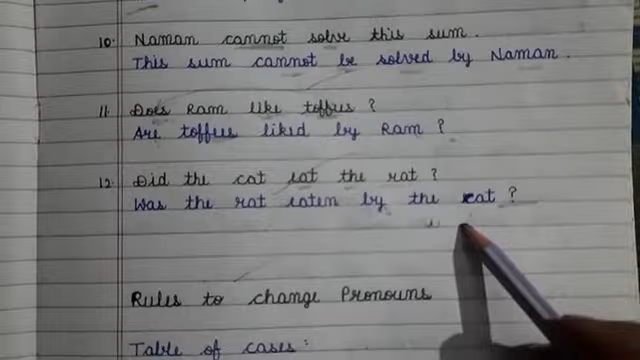 10. Naman cannot solve this sum.
This sum cannot be solved by Naman.
11. Does Ram like toffees ?
Are toffees liked by Ram ?
12. Did the cat eat the rat ?
Was the rat eaten by the cat ?
Rules to change Pronouns
Table of cases: